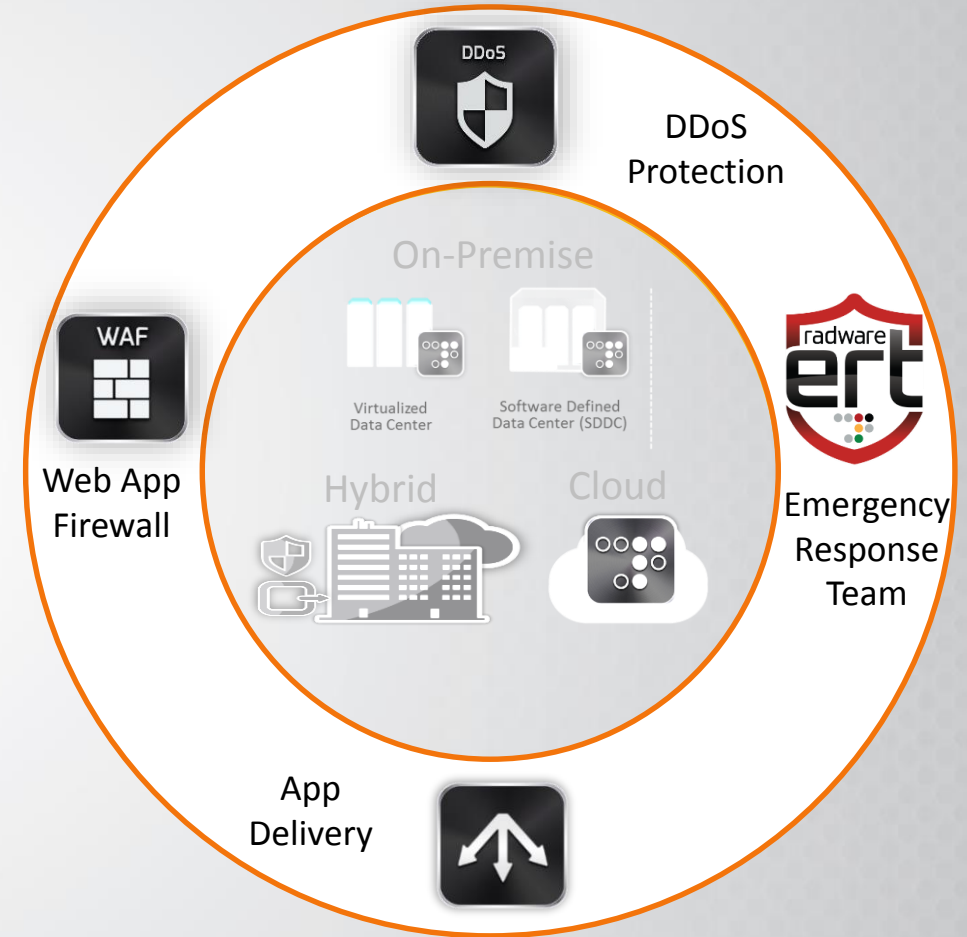 DDoS
DDoS
Protection
On-Premise
WAF
radware
ert
Virtualized
Data Center
Software Defined
Data Center (SDDC)
Web App
Firewall
Hybrid
Cloud
Emergency
Response
Team
App
Delivery